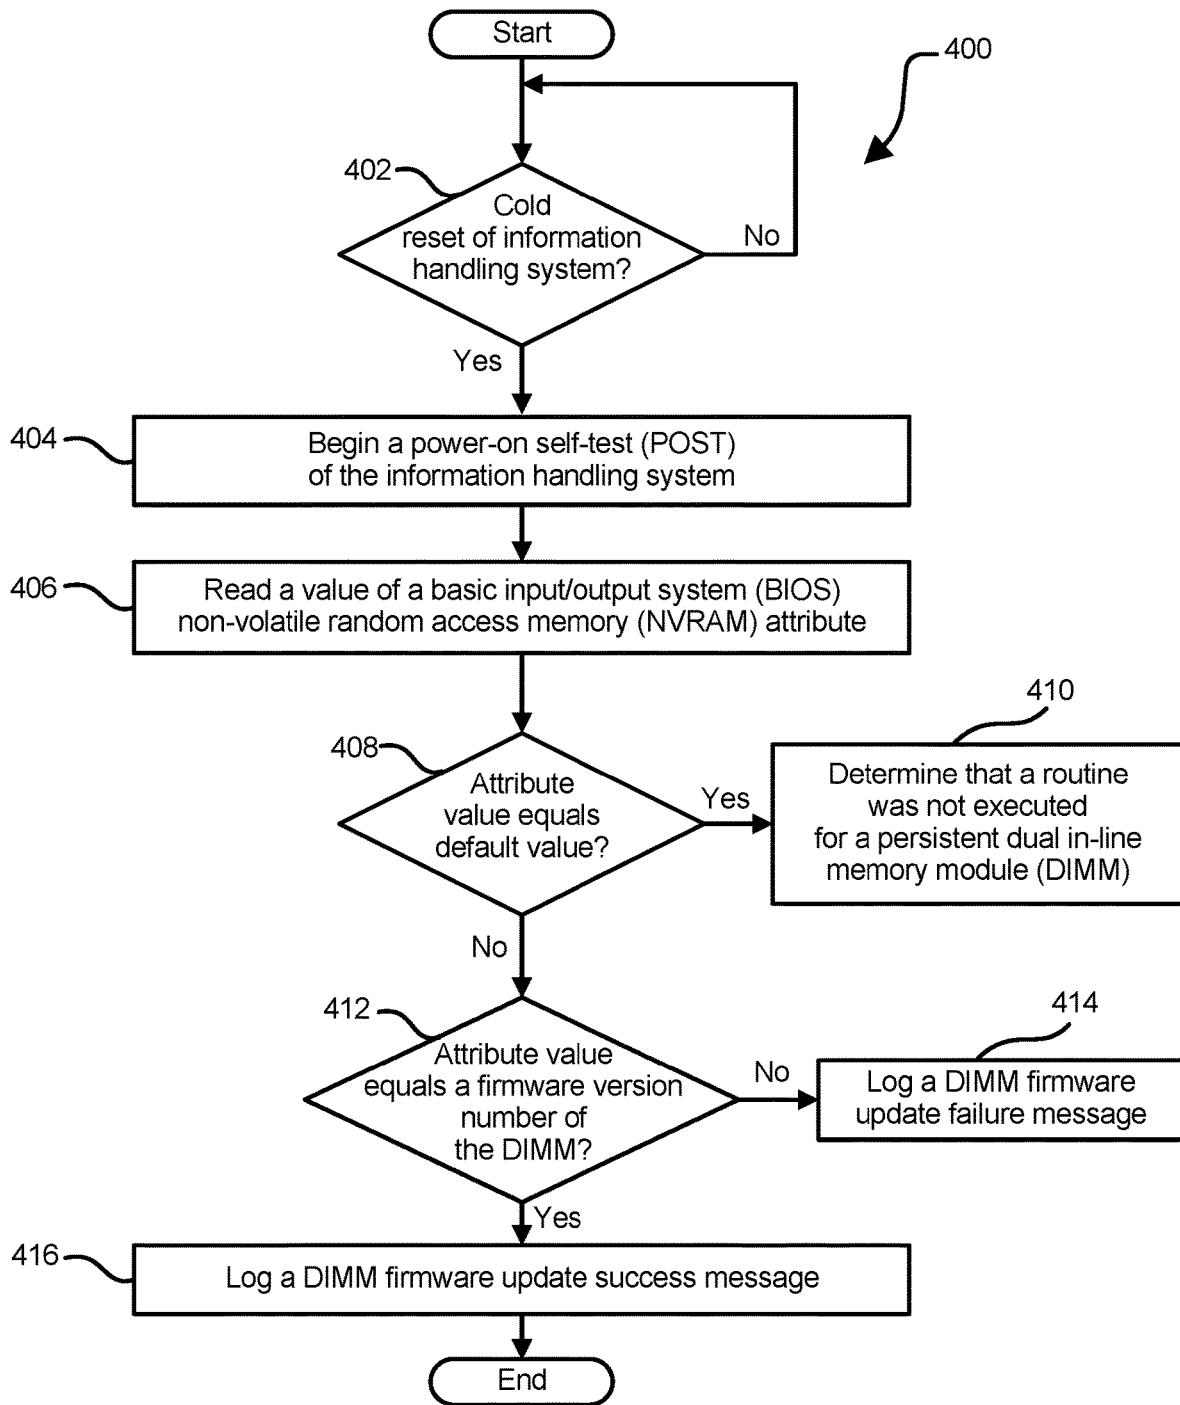 Start
400
402
Cold
reset of information
handling system?
No
Yes
404
Begin a power-on self-test (POST)
of the information handling system
406
Read a value of a basic input/output system (BIOS)
non-volatile random access memory (NVRAM) attribute
408
Attribute
value equals
default value?
Yes
410
Determine that a routine
was not executed
for a persistent dual in-line
memory module (DIMM)
No
412
Attribute value
equals a firmware version
number of
the DIMM?
No
414
Log a DIMM firmware
update failure message
Yes
416
Log a DIMM firmware update success message
End